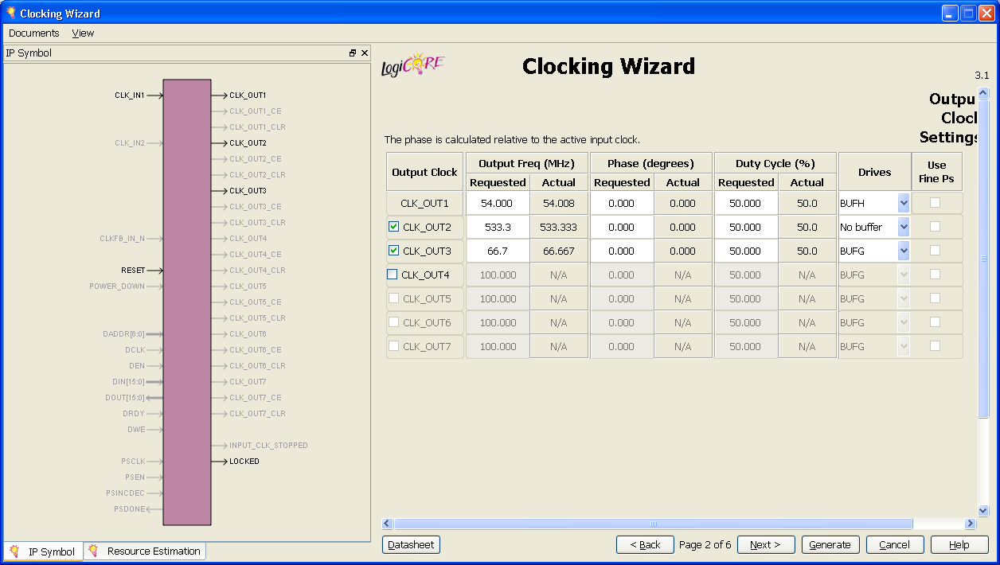 Clocking Wizard
Documents View
IP Symbol
CLK_IN1
CLK_IN2
CLKFB_IN_N
RESET
POWER_DOWN
DADDR[6:0]
DCLK
DEN
DIN[15:0]
DOUT[15:0]
DRDY
DWE
PSCLK
PSEN
PSINCDEC
PSDONE
CLK_OUT1
CLK_OUT1_CE
CLK_OUT1_CLR
CLK_OUT2
CLK_OUT2_CE
CLK_OUT2_CLR
CLK_OUT3
CLK_OUT3_CE
CLK_OUT3_CLR
CLK_OUT4
CLK_OUT4_CE
CLK_OUT4_CLR
CLK_OUT5
CLK_OUT5_CE
CLK_OUT5_CLR
CLK_OUT6
CLK_OUT6_CE
CLK_OUT6_CLR
CLK_OUT7
CLK_OUT7_CE
CLK_OUT7_CLR
INPUT_CLK_STOPPED
LOCKED
IP Symbol Resource Estimation
LogiCORE
Clocking Wizard
3.1
Outpu
Cloc
Settings
The phase is calculated relative to the active input clock.
Output Clock Output Freq (MHz) Phase (degrees) Duty Cycle (%) Drives Use Fine Ps
Requested Actual Requested Actual Requested Actual
CLK_OUT1 54.000 54.008 0.000 0.000 50.000 50.0 BUFH
CLK_OUT2 533.3 533.333 0.000 0.000 50.000 50.0 No buffer
CLK_OUT3 66.7 66.667 0.000 0.000 50.000 50.0 BUFG
CLK_OUT4 100.000 N/A 0.000 N/A 50.000 N/A BUFG
CLK_OUT5 100.000 N/A 0.000 N/A 50.000 N/A BUFG
CLK_OUT6 100.000 N/A 0.000 N/A 50.000 N/A BUFG
CLK_OUT7 100.000 N/A 0.000 N/A 50.000 N/A BUFG
Datasheet < Back Page 2 of 6 Next > Generate Cancel Help